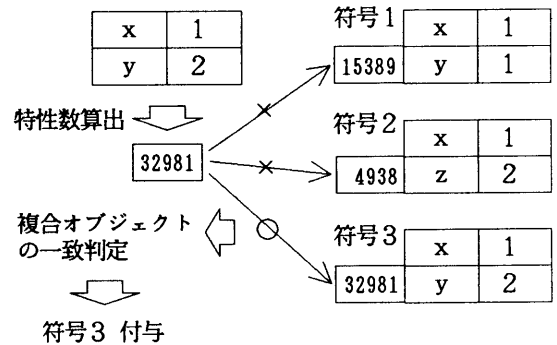 x 1
y 2
特性数算出
32981
複合オブジェクト
の一致判定
符号3 付与
符号1
x 1
15389 y 1
符号2
x 1
4938 z 2
符号3
x 1
32981 y 2